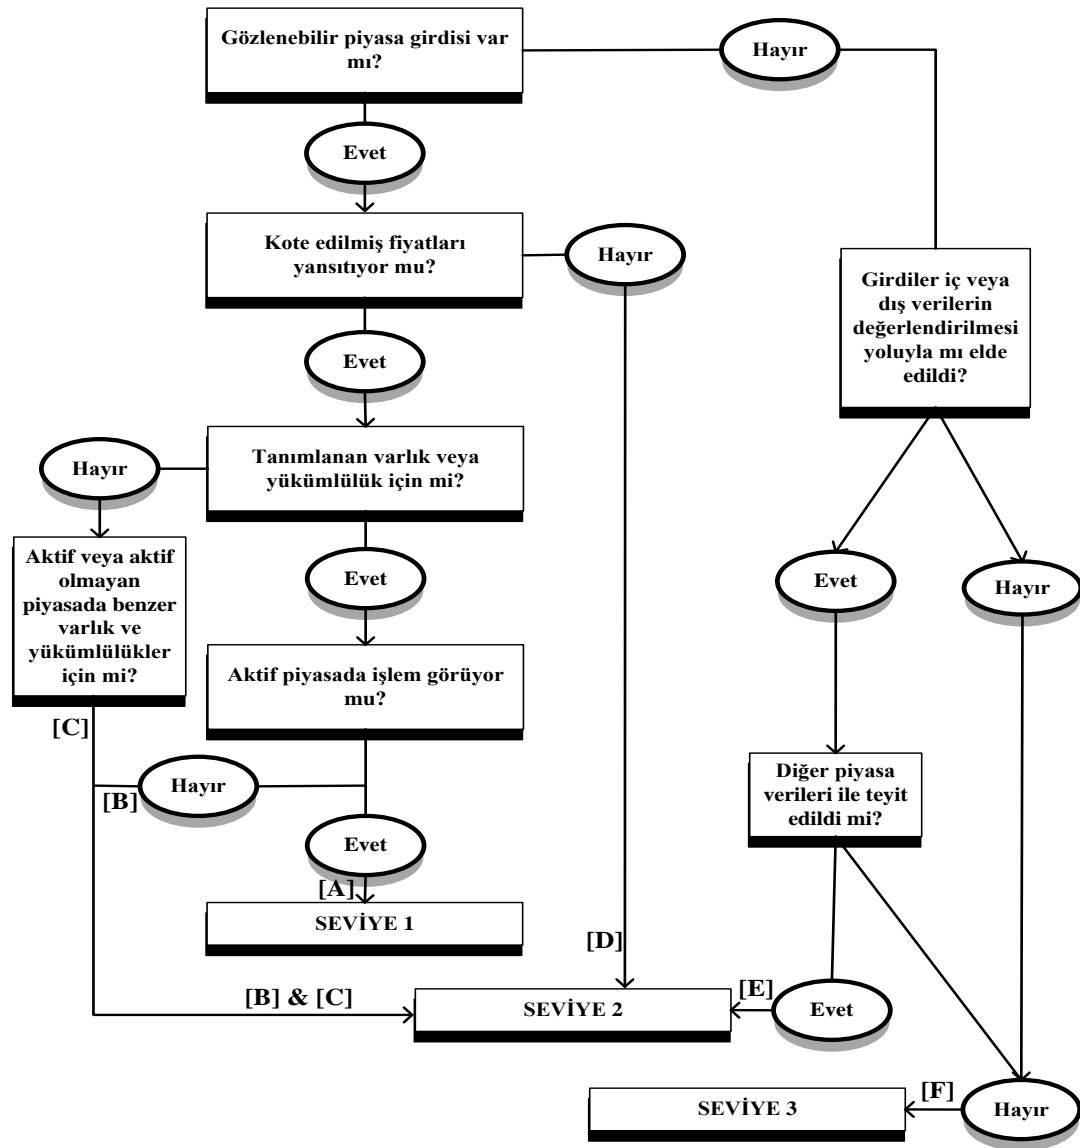 Gözlenebilir piyasa girdisi var
mı?
Hayır
Evet
Kote edilmiş fiyatları
yansıtıyor mu?
Hayır
Girdiler iç veya
dış verilerin
değerlendirilmesi
yoluyla mı elde
edildi?
Evet
Hayır
Tanımlanan varlık veya
yükümlülük için mi?
Aktif veya aktif
olmayan
piyasada benzer
varlık ve
yükümlülükler
için mi?
Evet
Evet
Hayır
Aktif piyasada işlem görüyor
mu?
[C]
[B]
Hayır
Diğer piyasa
verileri ile teyit
edildi mi?
Evet
[A]
SEVİYE 1
[D]
[B] & [C]
SEVİYE 2
[E]
Evet
SEVİYE 3
[F]
Hayır